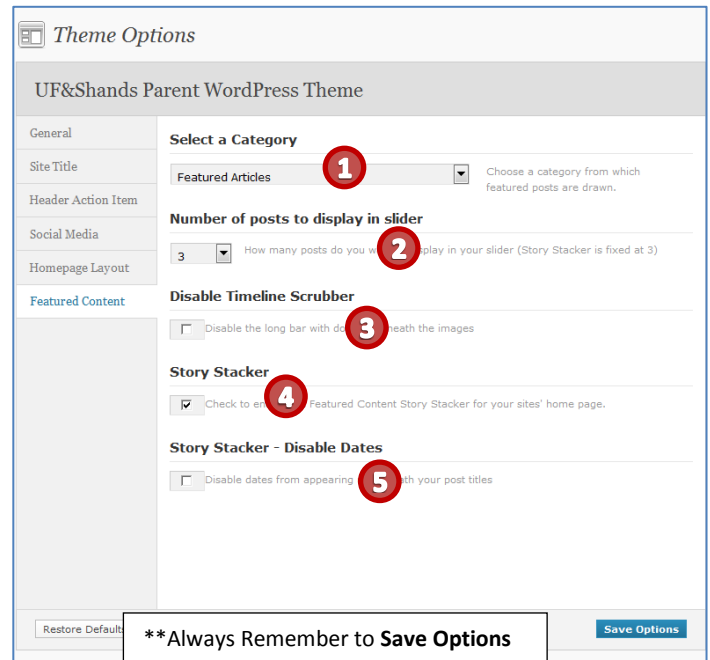 Theme Options
UF&Shands Parent WordPress Theme
General
Site Title
Header Action Item
Social Media
Homepage Layout
Featured Content
Select a Category
1
Featured Articles
Choose a category from which
featured posts are drawn.
Number of posts to display in slider
2
3
How many posts do you play in your slider (Story Stacker is fixed at 3)
Disable Timeline Scrubber
3
Disable the long bar with do neath the images
Story Stacker
4
Check to en Featured Content Story Stacker for your sites' home page.
Story Stacker - Disable Dates
5
Disable dates from appearing ath your post titles
Restore Defaults
Save Options
**Always Remember to Save Options